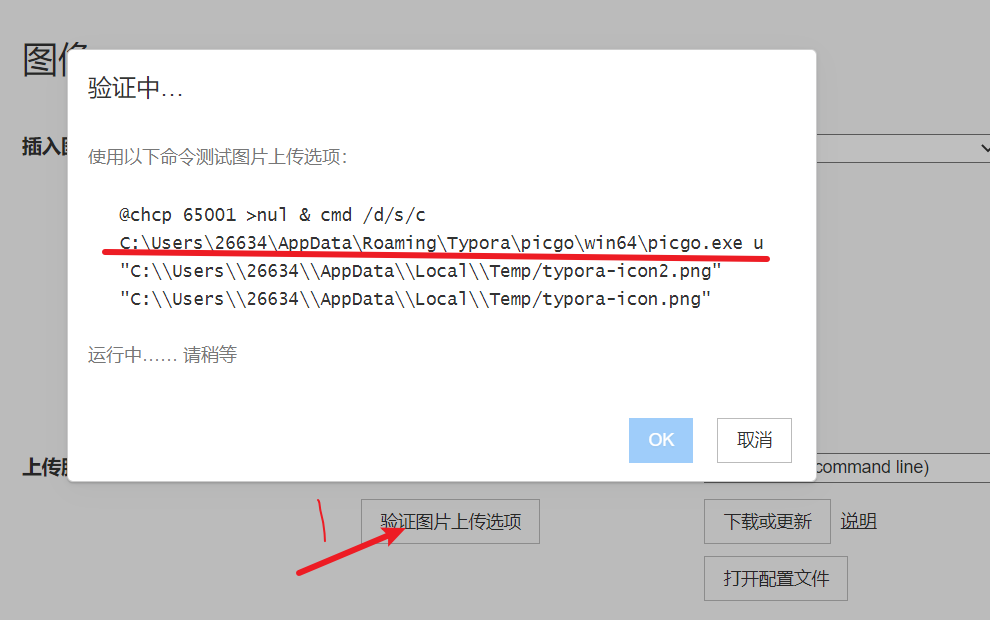 图像
验证中…
插入
使用以下命令测试图片上传选项：
@chcp 65001 >nul & cmd /d/s/c
C:\Users\26634\AppData\Roaming\Typora\picgo\win64\picgo.exe u
"C:\\Users\\26634\\AppData\\Local\\Temp/typora-icon2.png"
"C:\\Users\\26634\\AppData\\Local\\Temp/typora-icon.png"
运行中…… 请稍等
OK
取消
上传
command line)
验证图片上传选项
下载或更新
说明
打开配置文件